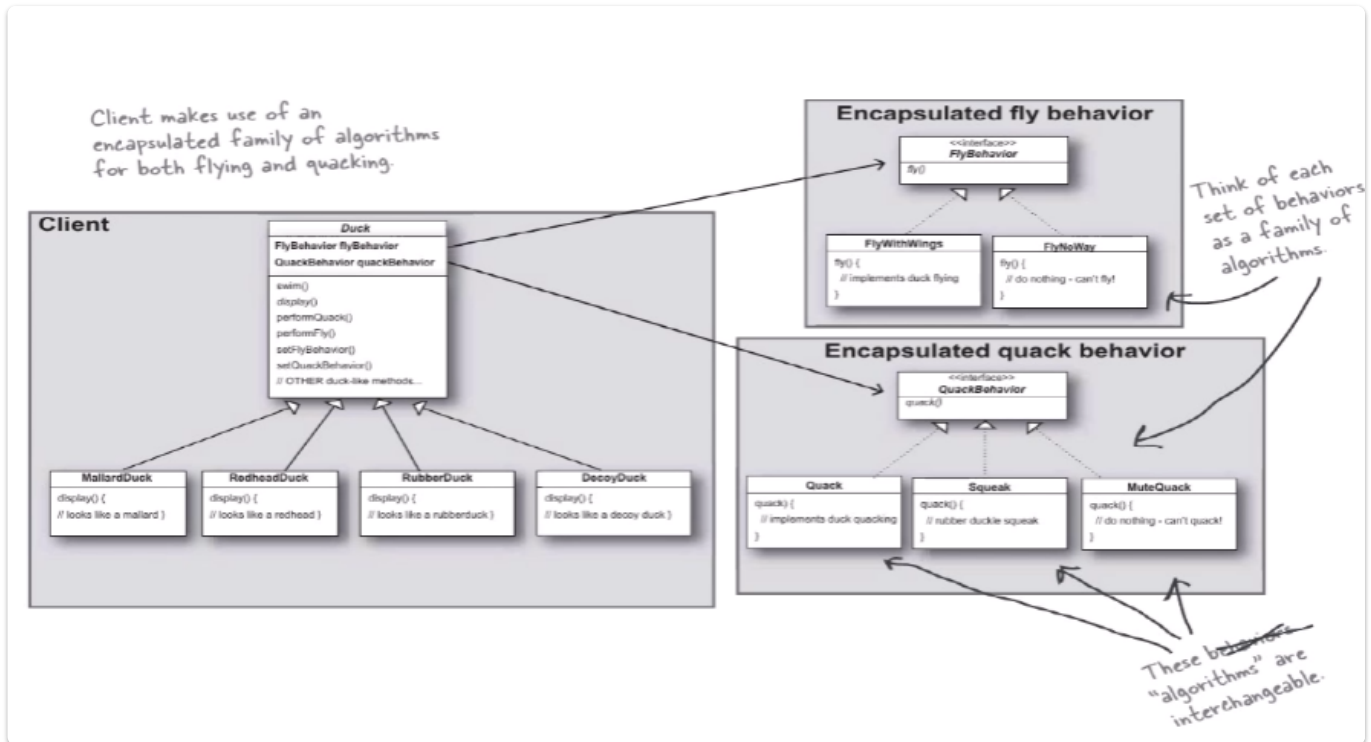 Client makes use of an
encapsulated family of algorithms
for both flying and quacking.
Client
Duck
FlyBehavior flyBehavior
QuackBehavior quackBehavior
swim()
display()
performQuack()
performFly()
setFlyBehavior()
setQuackBehavior()
// OTHER duck-like methods...
MallardDuck
display() {
// looks like a mallard }
RedheadDuck
display() {
// looks like a redhead }
RubberDuck
display() {
// looks like a rubberduck }
DecoyDuck
display() {
// looks like a decoy duck }
Encapsulated fly behavior
<<interface>>
FlyBehavior
fly()
FlyWithWings
fly() {
// implements duck flying
}
FlyNoWay
fly() {
// do nothing - can't fly!
}
Think of each
set of behaviors
as a family of
algorithms.
Encapsulated quack behavior
<<interface>>
QuackBehavior
quack()
Quack
quack() {
// implements duck quacking
}
Squeak
quack() {
// rubber duckie squeak
}
MuteQuack
quack() {
// do nothing - can't quack!
}
These behaviors
"algorithms" are
interchangeable.